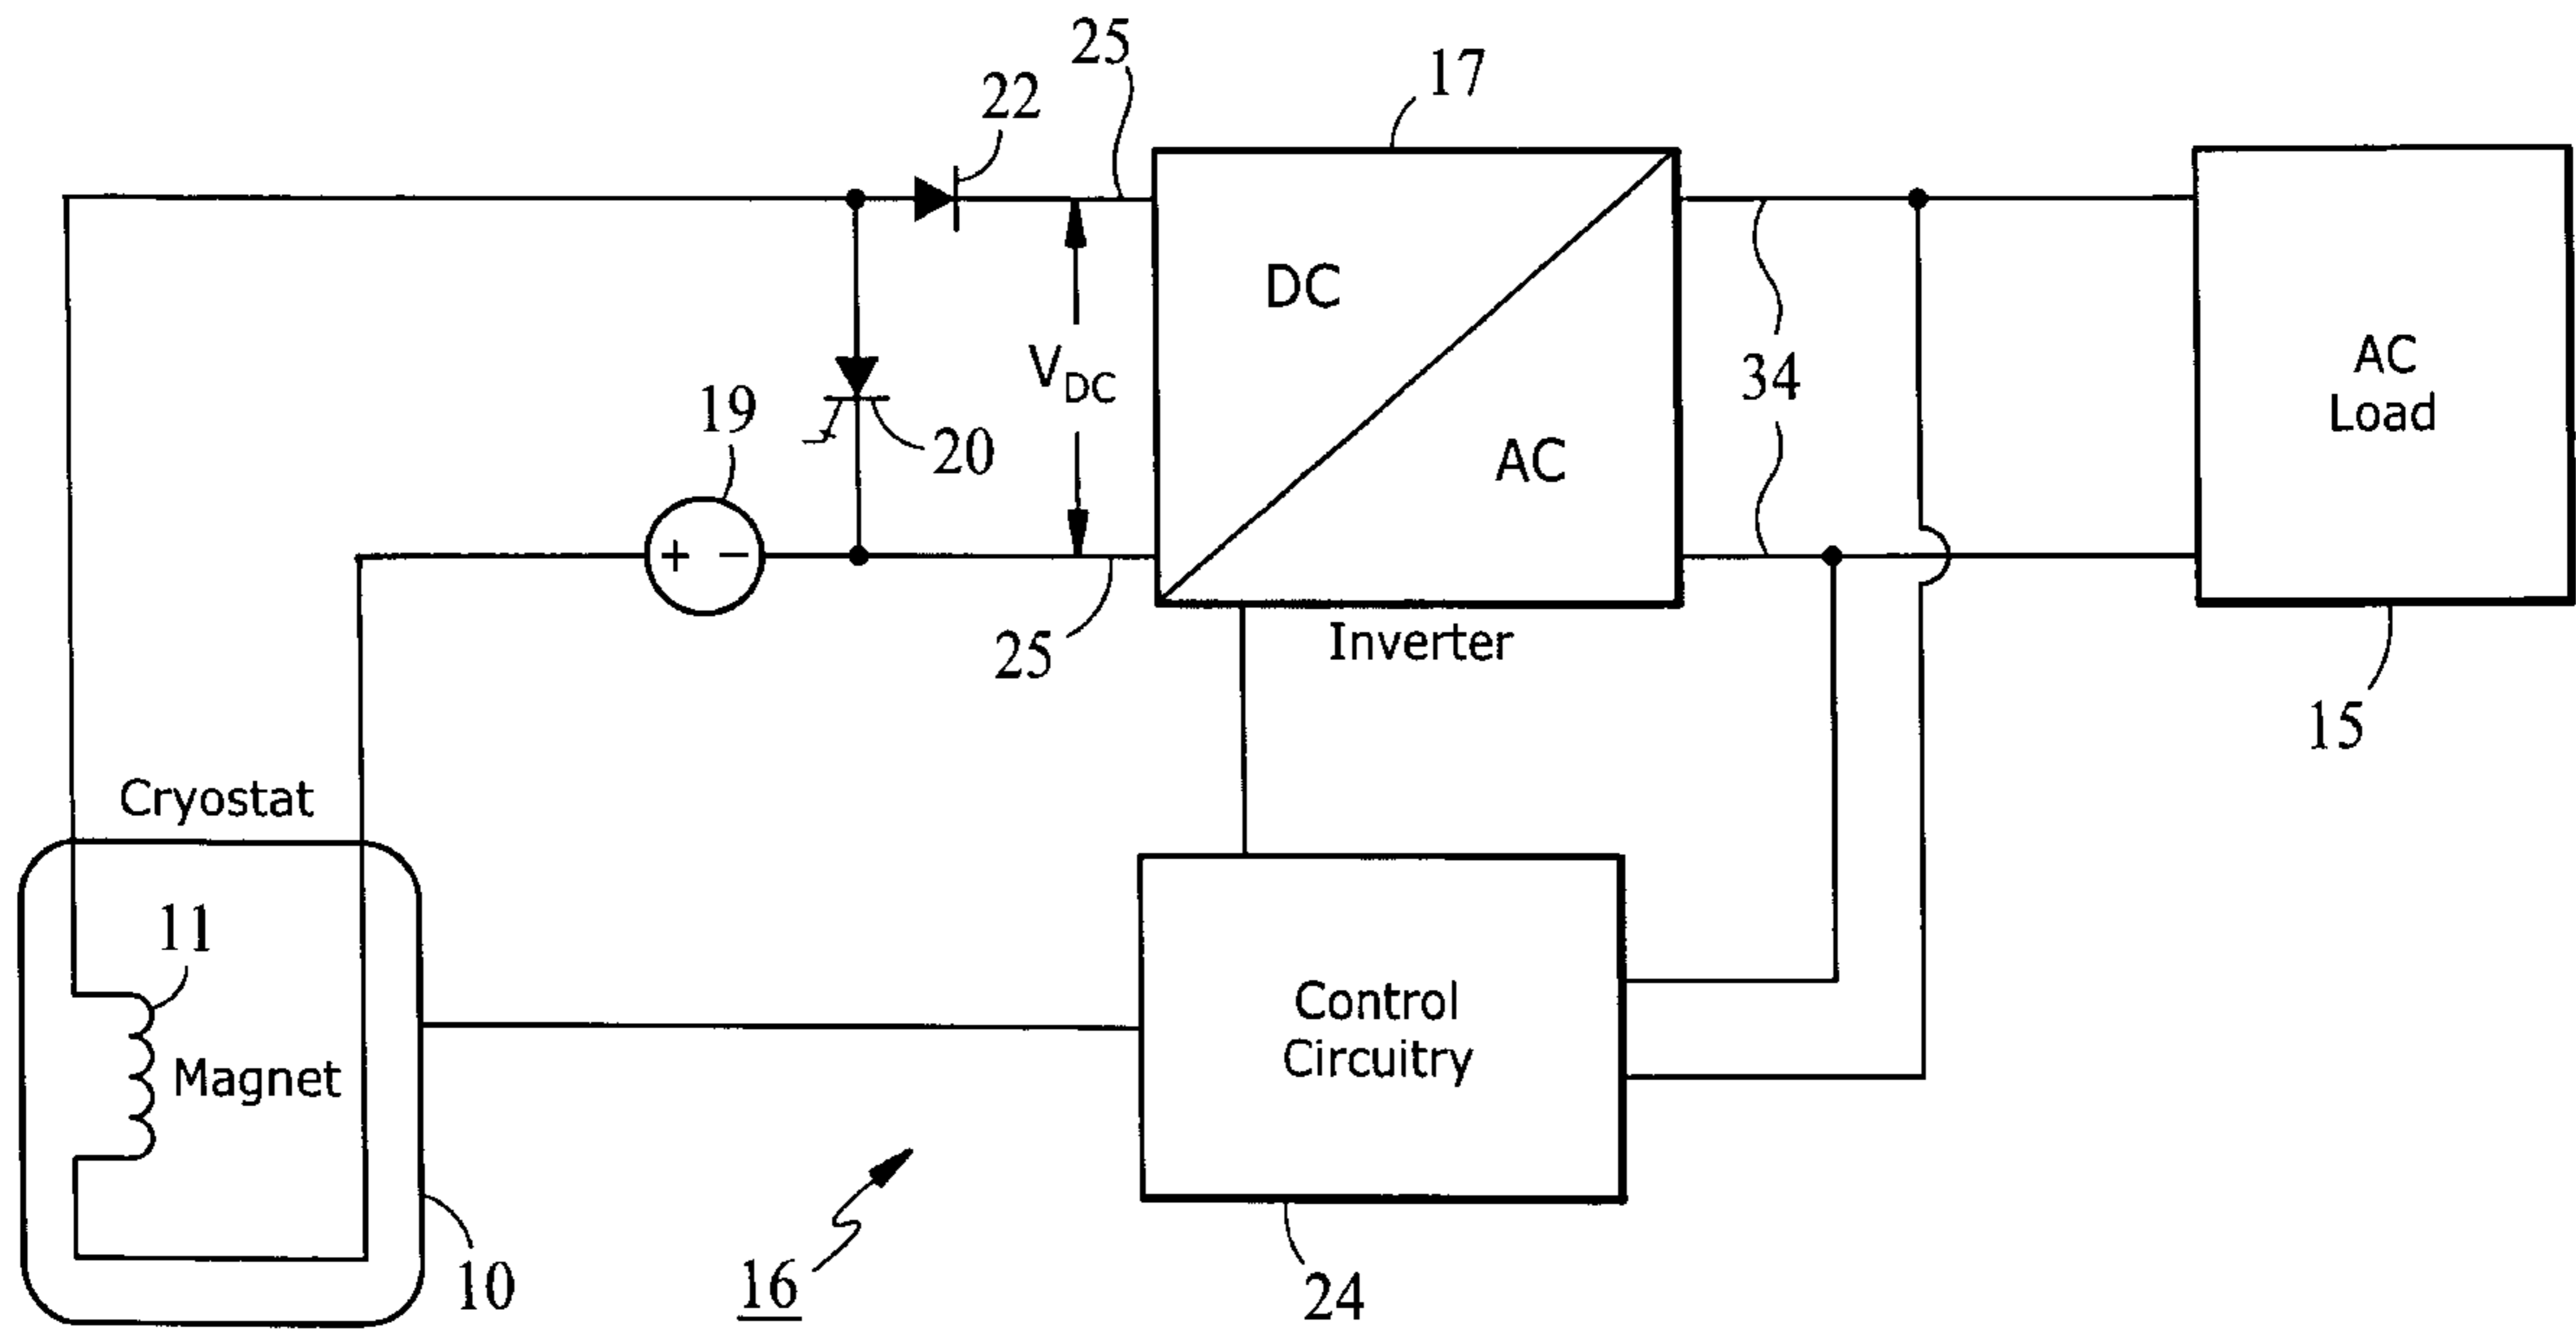 25
22
17
DC
V_DC
34
AC
Load
19
20
AC
25
Inverter
15
Cryostat
11
Magnet
Control
Circuitry
10
16
24
+ −